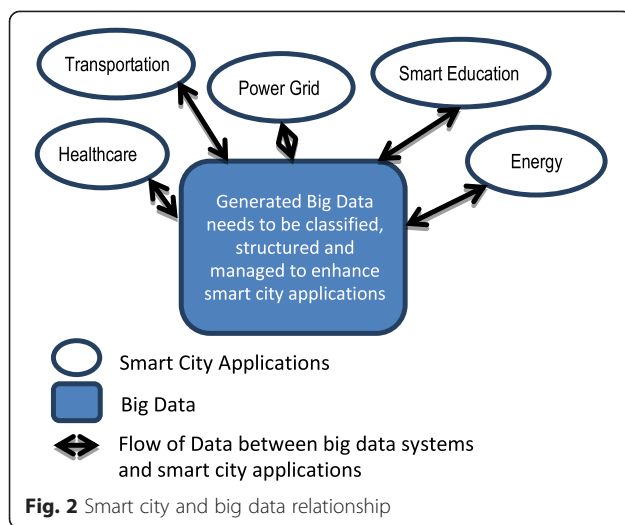 Transportation
Power Grid
Smart Education
Healthcare
Energy
Generated Big Data
needs to be classified,
structured and
managed to enhance
smart city applications
Smart City Applications
Big Data
Flow of Data between big data systems
and smart city applications
Fig. 2 Smart city and big data relationship